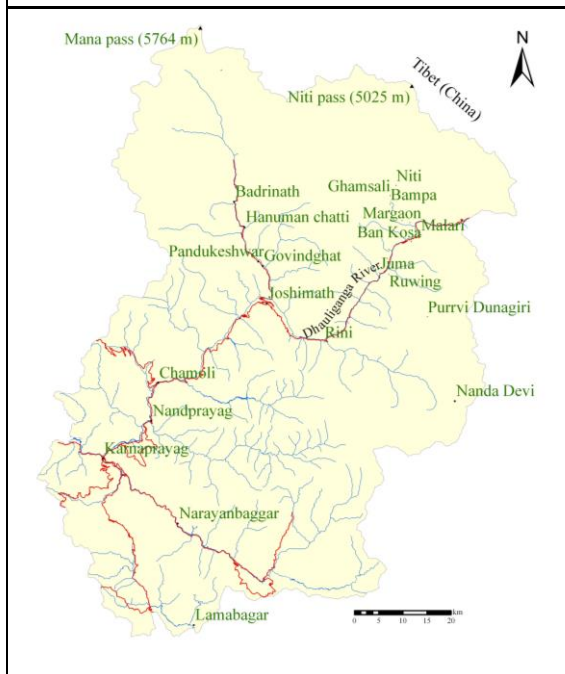 Mana pass (5764 m)
N
Niti pass (5025 m)
Tibet (China)
Badrinath
Niti
Ghamsali
Bampa
Hanuman chatti
Margaon
Malari
Ban Kosa
Pandukeshwar
Govindghat
Juma
Ruwing
Joshimath
Dhauliganga River
Purrvi Dunagiri
Rini
Chamoli
Nanda Devi
Nandprayag
Karnaprayag
Narayanbaggar
Lamabagar
0 5 10 15 20
km